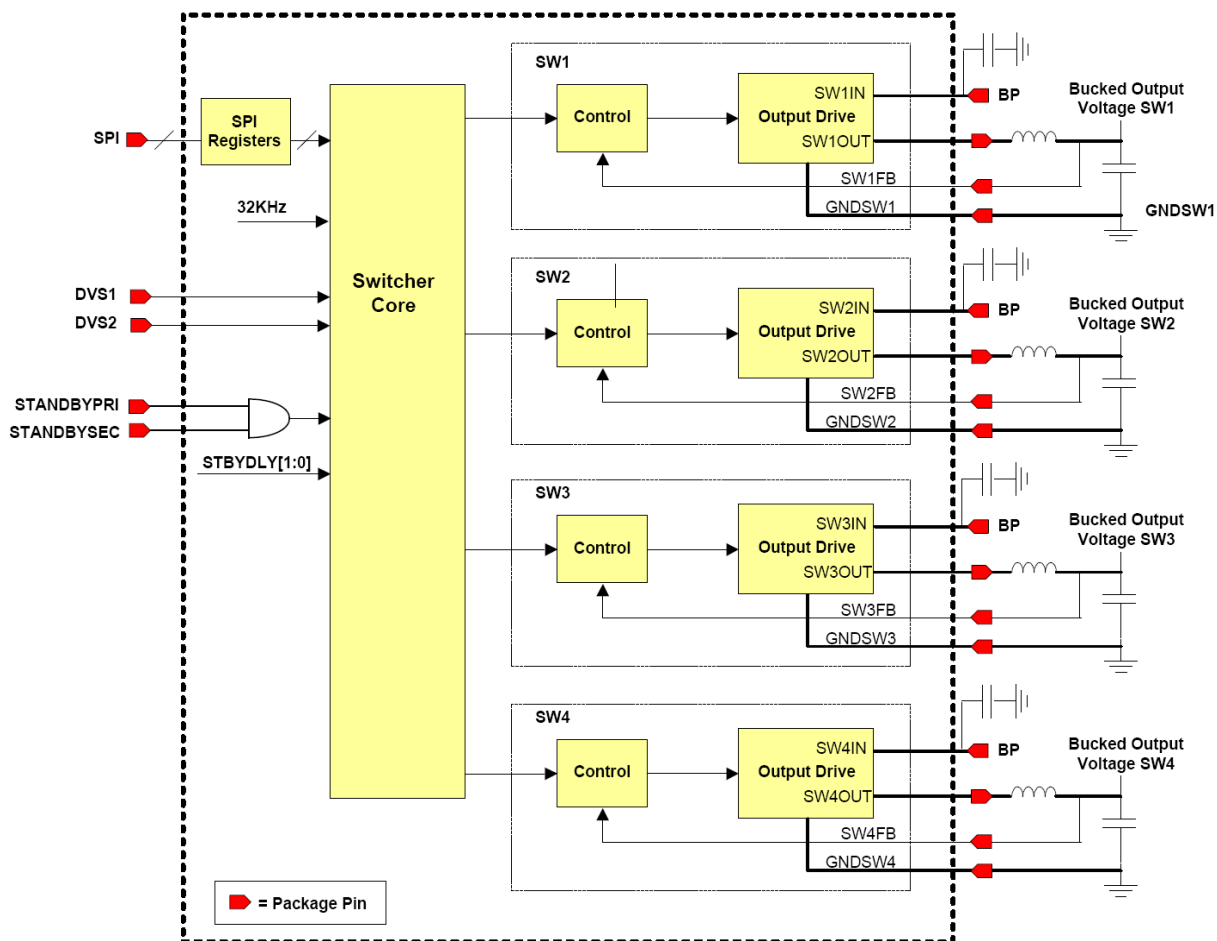 SPI
SPI
Registers
32KHz
DVS1
DVS2
STANDBYPRI
STANDBYSEC
STBYDLY[1:0]
Switcher
Core
SW1
Control
Output Drive
SW1IN
SW1OUT
SW1FB
GNDSW1
BP
Bucked Output
Voltage SW1
GNDSW1
SW2
Control
Output Drive
SW2IN
SW2OUT
SW2FB
GNDSW2
BP
Bucked Output
Voltage SW2
SW3
Control
Output Drive
SW3IN
SW3OUT
SW3FB
GNDSW3
BP
Bucked Output
Voltage SW3
SW4
Control
Output Drive
SW4IN
SW4OUT
SW4FB
GNDSW4
BP
Bucked Output
Voltage SW4
= Package Pin